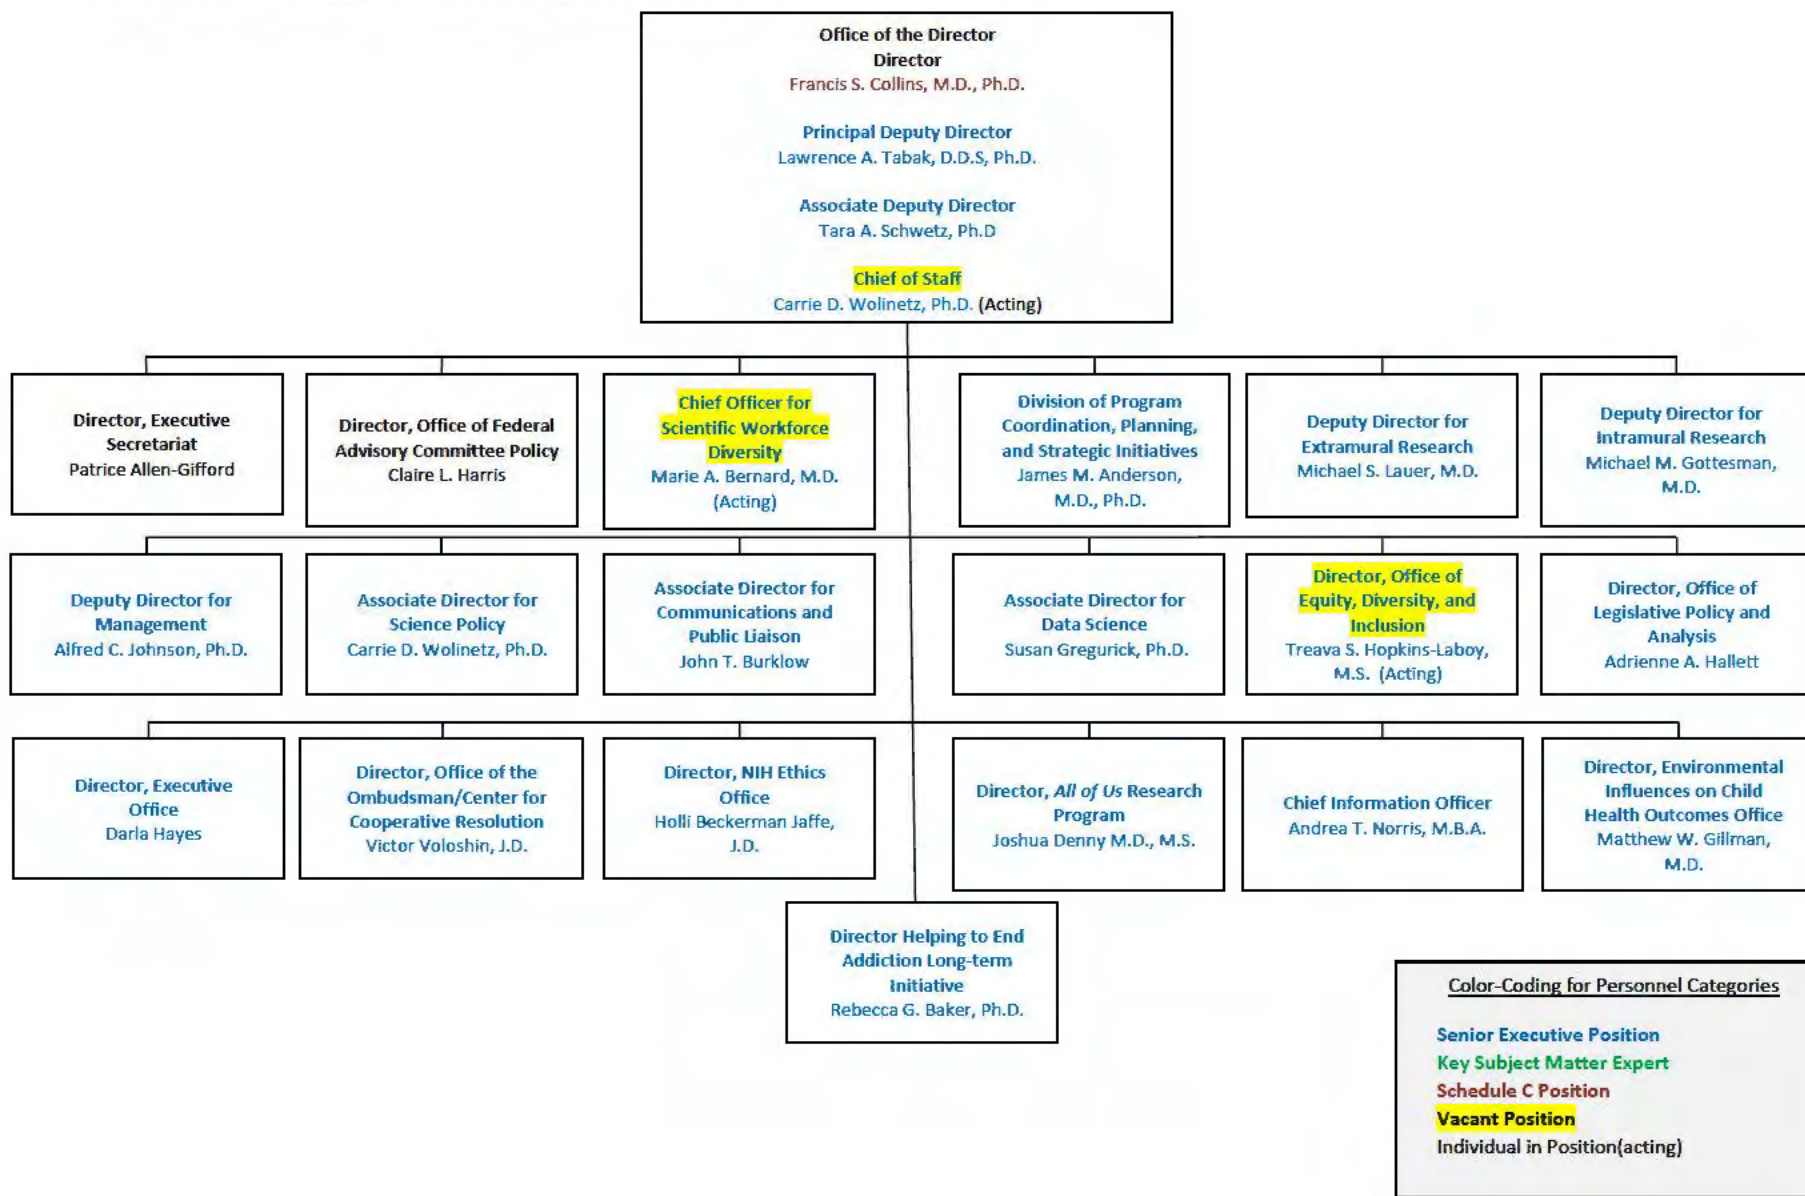 Office of the Director
Director
Francis S. Collins, M.D., Ph.D.
Principal Deputy Director
Lawrence A. Tabak, D.D.S, Ph.D.
Associate Deputy Director
Tara A. Schwetz, Ph.D
Chief of Staff
Carrie D. Wolinetz, Ph.D. (Acting)
Director, Executive
Secretariat
Patrice Allen-Gifford
Director, Office of Federal
Advisory Committee Policy
Claire L. Harris
Chief Officer for
Scientific Workforce
Diversity
Marie A. Bernard, M.D.
(Acting)
Division of Program
Coordination, Planning,
and Strategic Initiatives
James M. Anderson,
M.D., Ph.D.
Deputy Director for
Extramural Research
Michael S. Lauer, M.D.
Deputy Director for
Intramural Research
Michael M. Gottesman,
M.D.
Deputy Director for
Management
Alfred C. Johnson, Ph.D.
Associate Director for
Science Policy
Carrie D. Wolinetz, Ph.D.
Associate Director for
Communications and
Public Liaison
John T. Burklow
Associate Director for
Data Science
Susan Gregurick, Ph.D.
Director, Office of
Equity, Diversity, and
Inclusion
Treava S. Hopkins-Laboy,
M.S. (Acting)
Director, Office of
Legislative Policy and
Analysis
Adrienne A. Hallett
Director, Executive
Office
Darla Hayes
Director, Office of the
Ombudsman/Center for
Cooperative Resolution
Victor Voloshin, J.D.
Director, NIH Ethics
Office
Holli Beckerman Jaffe,
J.D.
Director, All of Us Research
Program
Joshua Denny M.D., M.S.
Chief Information Officer
Andrea T. Norris, M.B.A.
Director, Environmental
Influences on Child
Health Outcomes Office
Matthew W. Gillman,
M.D.
Director Helping to End
Addiction Long-term
Initiative
Rebecca G. Baker, Ph.D.
Color-Coding for Personnel Categories
Senior Executive Position
Key Subject Matter Expert
Schedule C Position
Vacant Position
Individual in Position(acting)